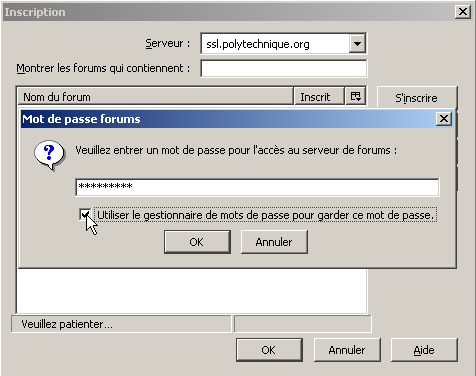 Inscription
Serveur : ssl.polytechnique.org
Montrer les forums qui contiennent :
Nom du forum Inscrit
S'inscrire
Mot de passe forums
Veuillez entrer un mot de passe pour l'accès au serveur de forums :
*********
Utiliser le gestionnaire de mots de passe pour garder ce mot de passe.
OK Annuler
Veuillez patienter...
OK Annuler Aide